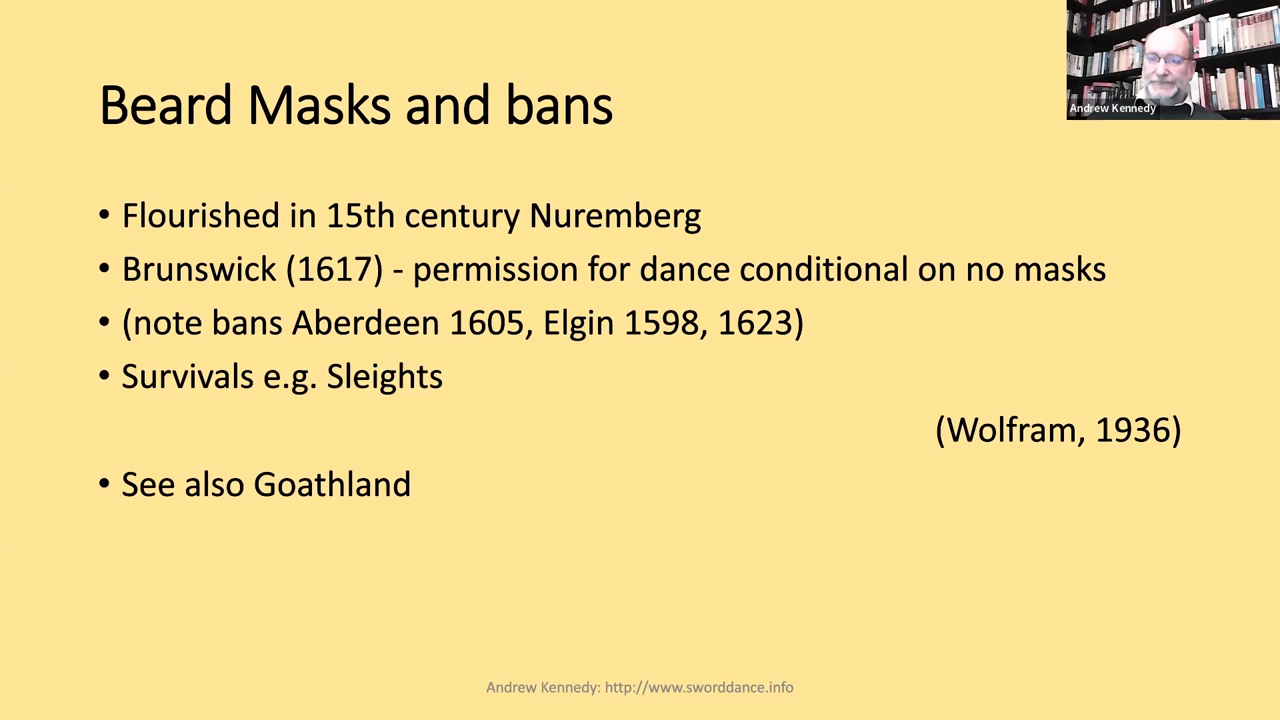 Beard Masks and bans
Andrew Kennedy
• Flourished in 15th century Nuremberg
• Brunswick (1617) - permission for dance conditional on no masks
• (note bans Aberdeen 1605, Elgin 1598, 1623)
• Survivals e.g. Sleights
(Wolfram, 1936)
• See also Goathland
Andrew Kennedy: http://www.sworddance.info